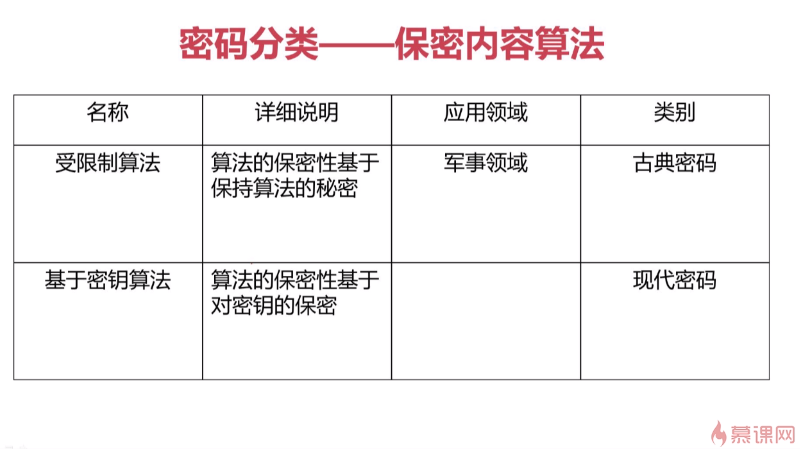 密码分类——保密内容算法
名称 详细说明 应用领域 类别
受限制算法 算法的保密性基于 军事领域 古典密码
保持算法的秘密
基于密钥算法 算法的保密性基于 现代密码
对密钥的保密
慕课网